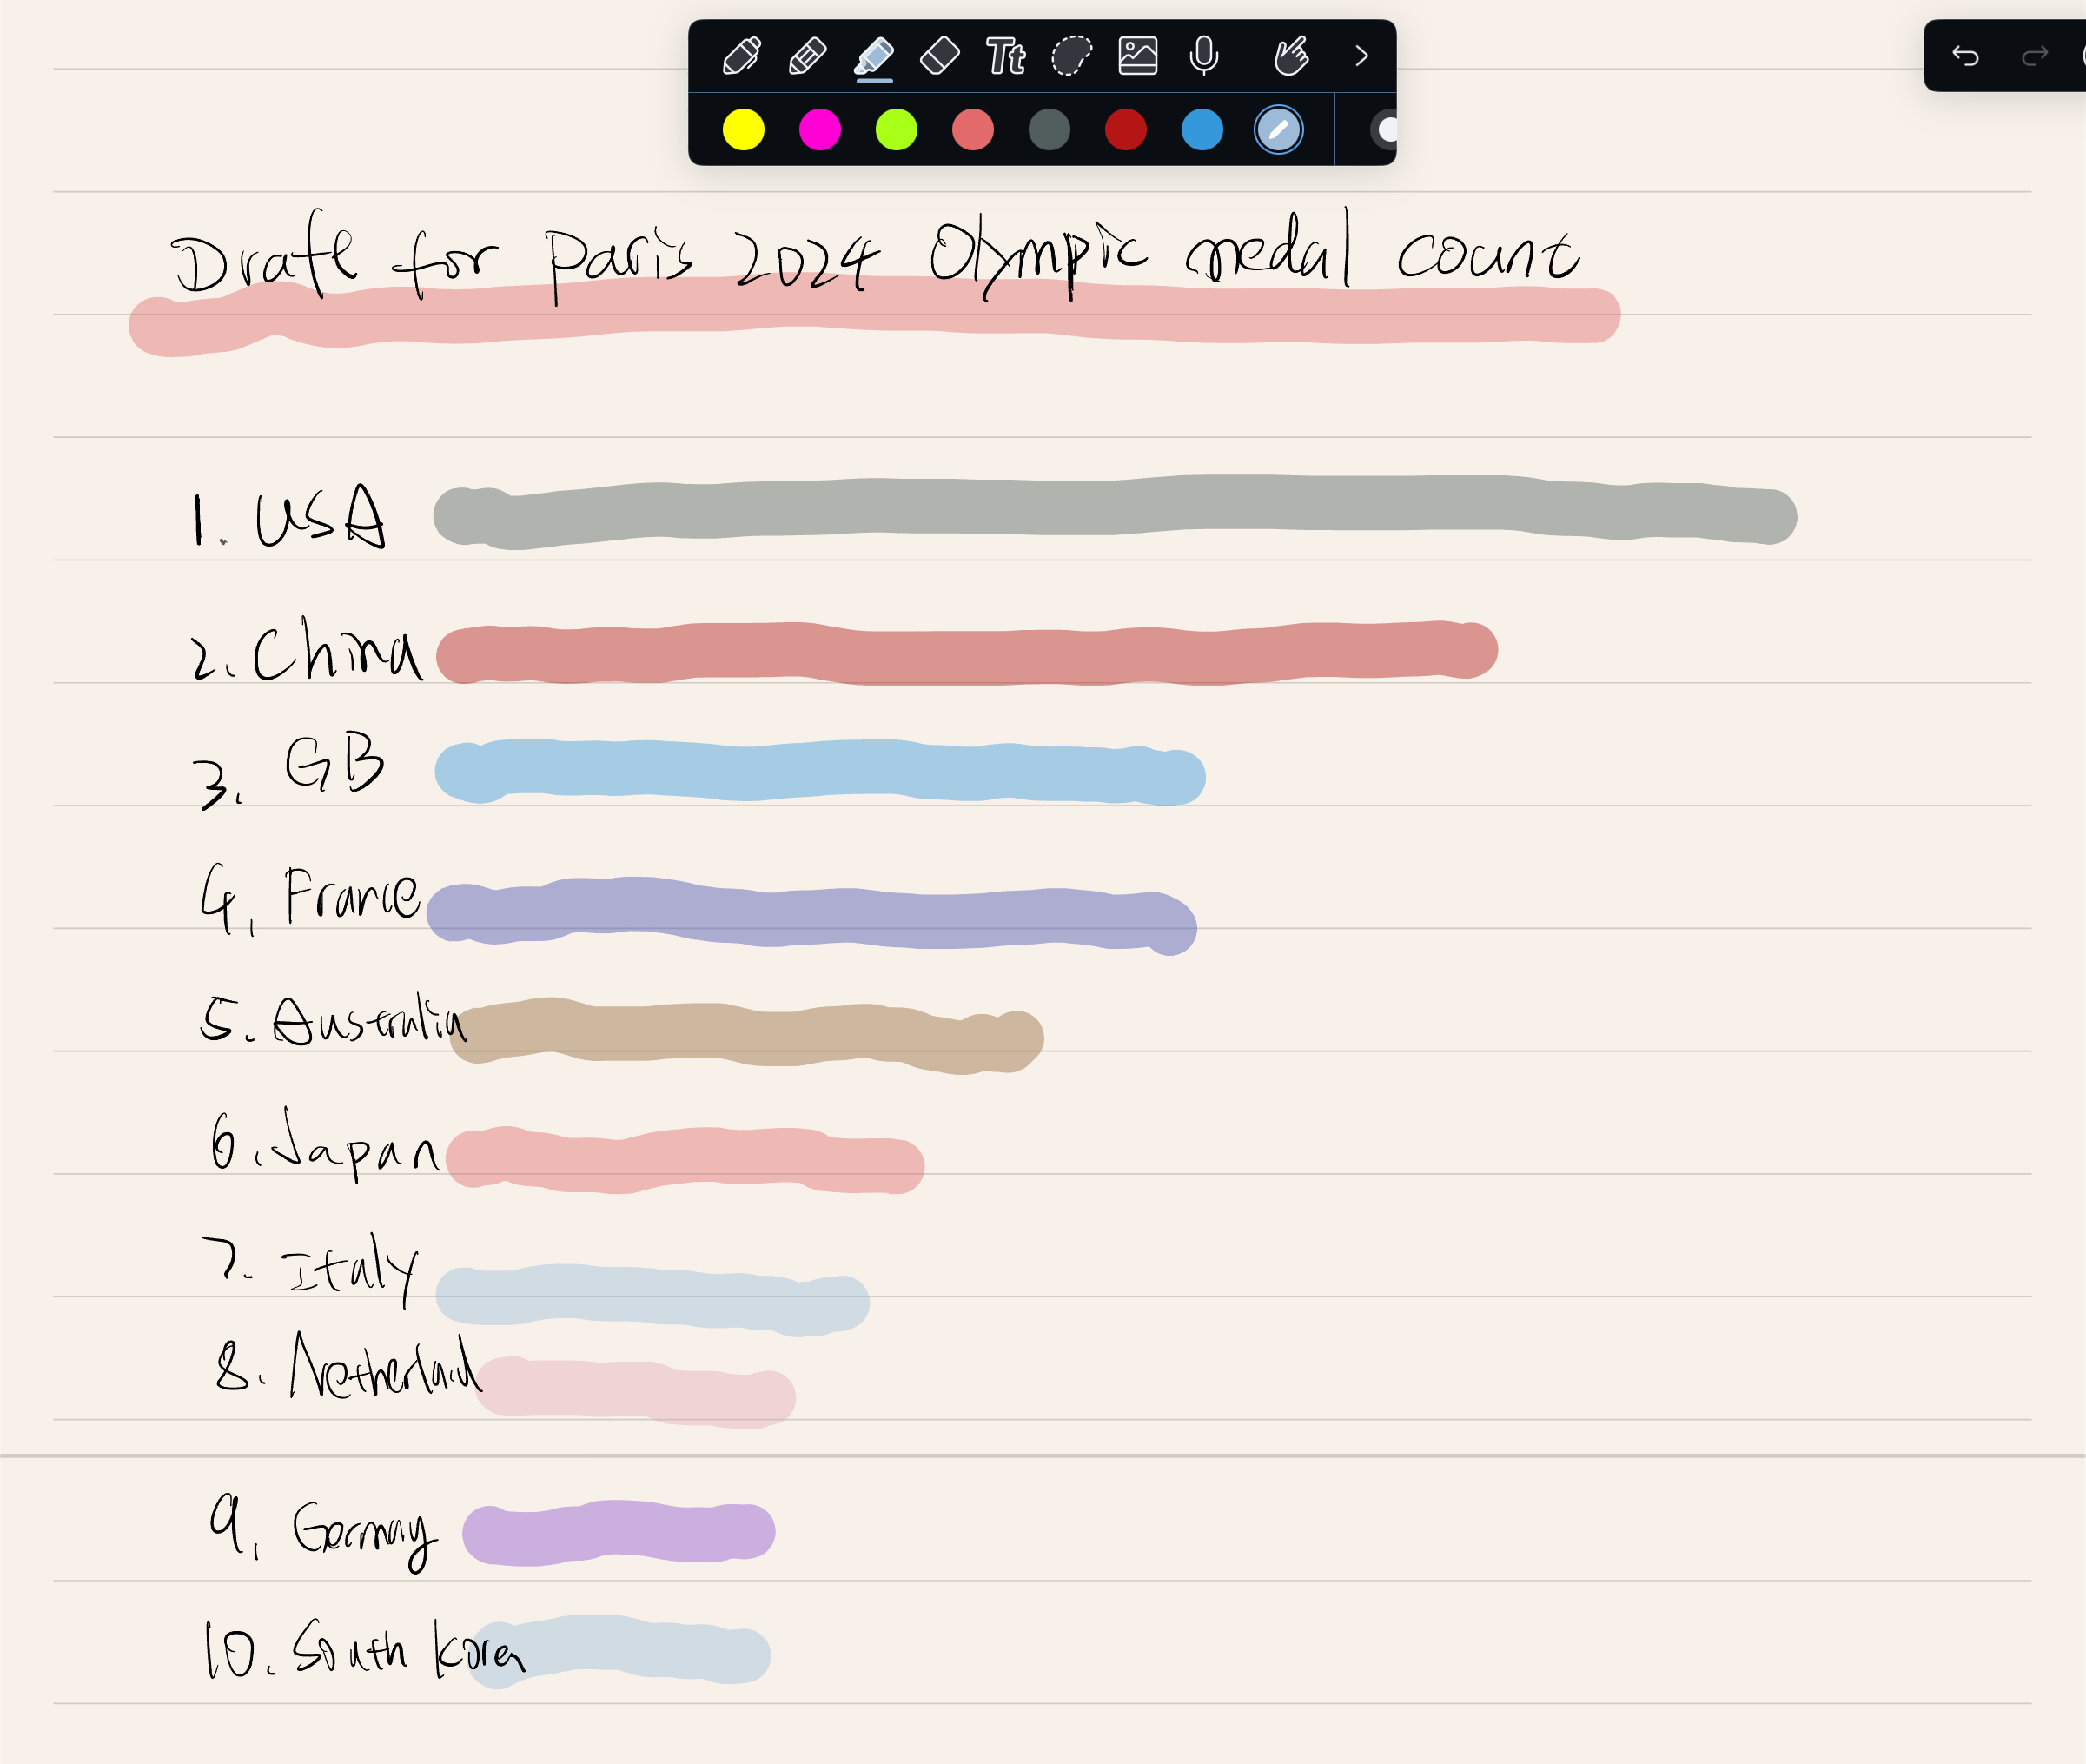 Tt
Draft for Paris 2024 Olympic medal count
1. USA
2. China
3. GB
4. France
5. Australia
6. Japan
7. Italy
8. Netherland
9. Germany
10. South Korea